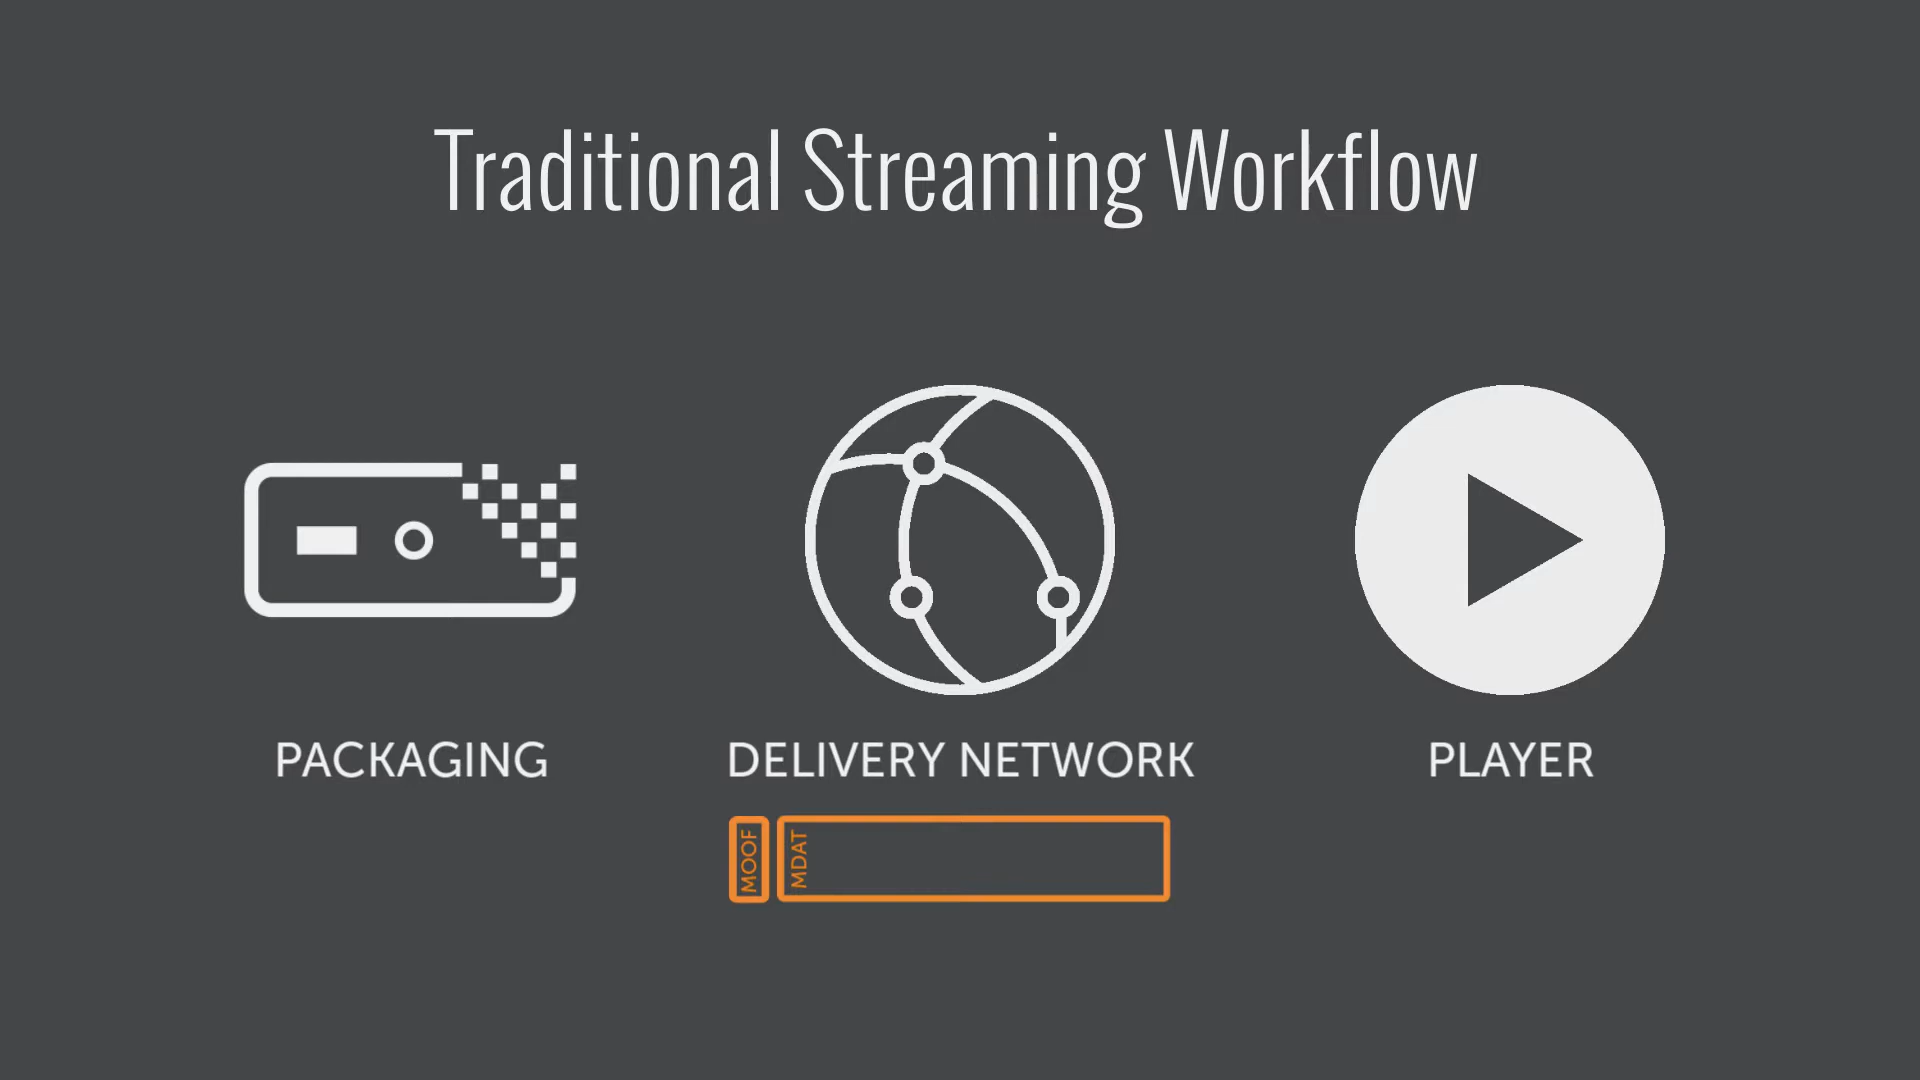 Traditional Streaming Workflow
PACKAGING
DELIVERY NETWORK
PLAYER
MOOF
MDAT